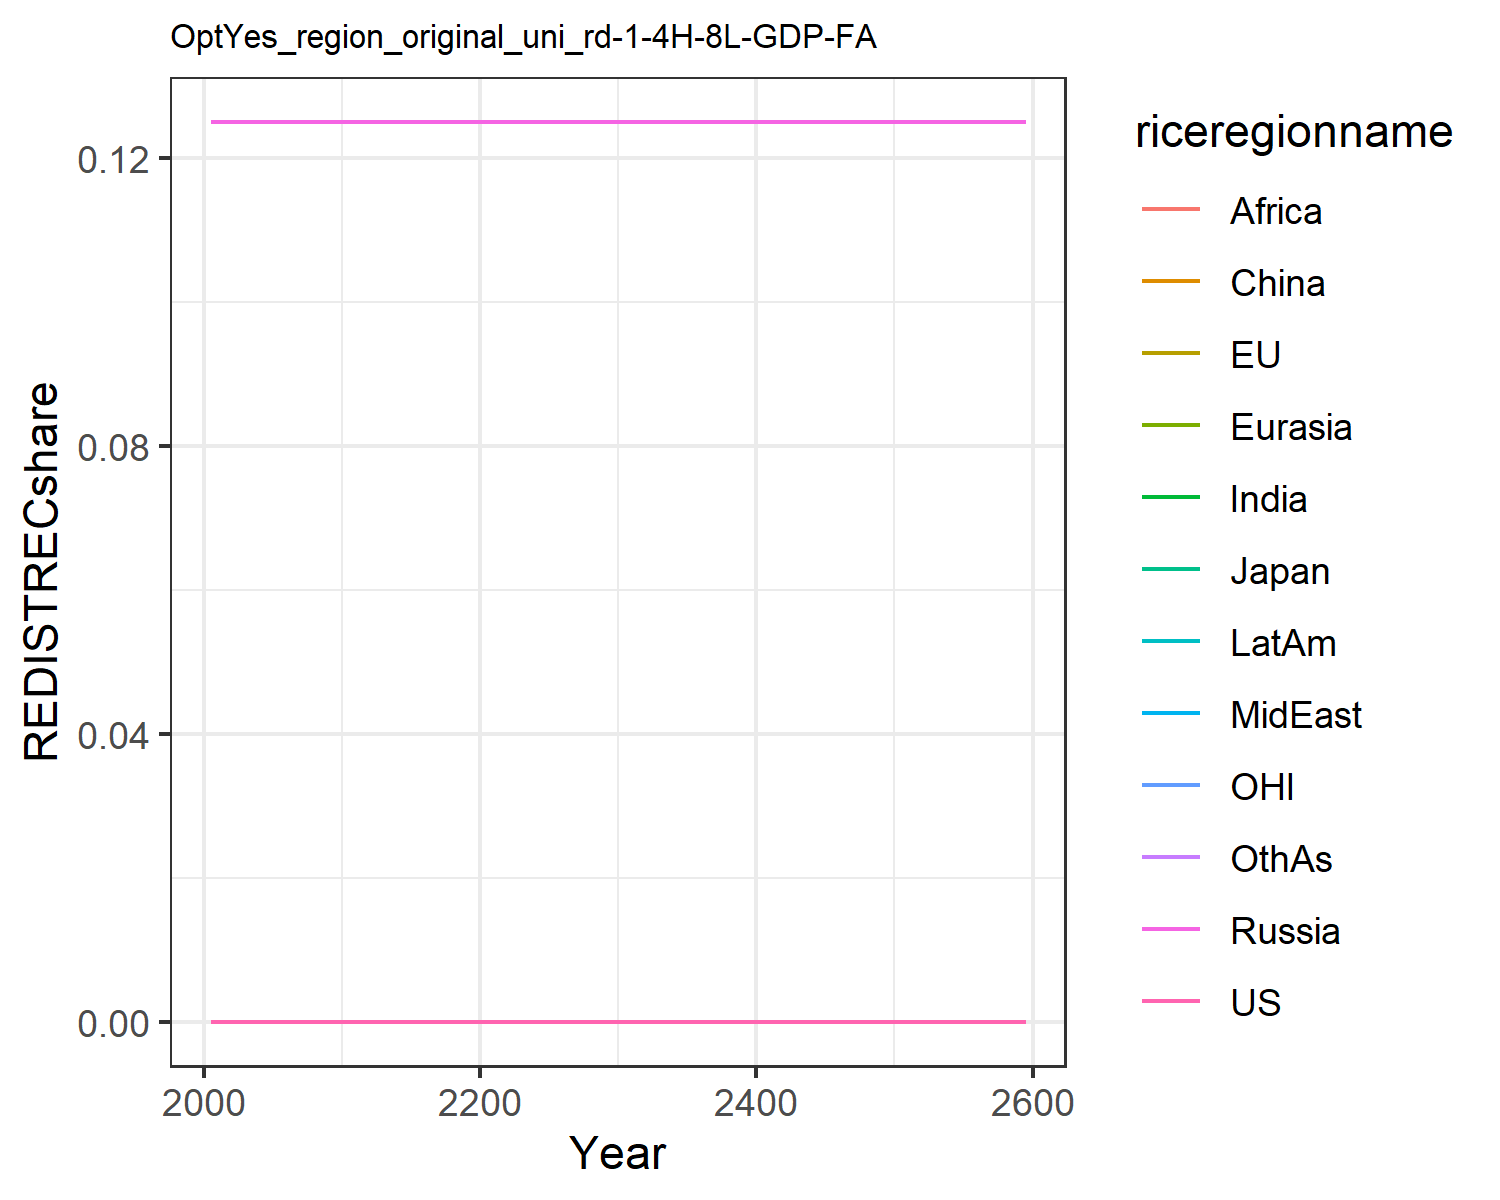 OptYes_region_original_uni_rd-1-4H-8L-GDP-FA
REDISTRECshare
0.12
0.08
0.04
0.00
2000 2200 2400 2600
Year
riceregionname
Africa
China
EU
Eurasia
India
Japan
LatAm
MidEast
OHI
OthAs
Russia
US